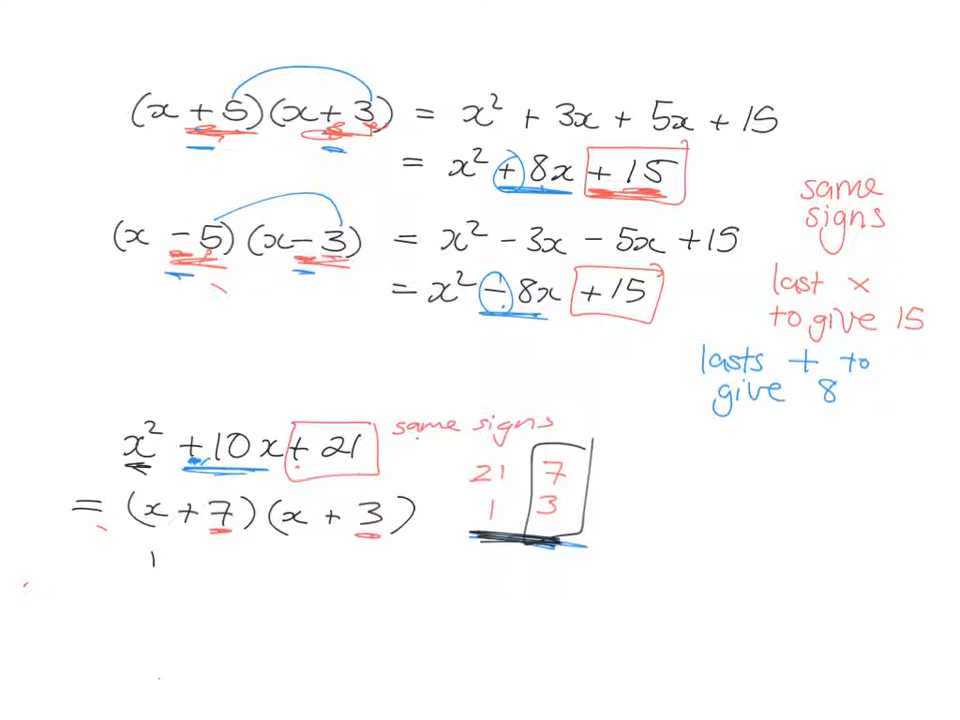 (x + 5)(x + 3) = x² + 3x + 5x + 15
= x² + 8x + 15
same
signs
(x - 5)(x - 3) = x² - 3x - 5x + 15
= x² - 8x + 15
last x
to give 15
lasts + to
give 8
x² + 10x + 21
same signs
21 7
1 3
= (x + 7)(x + 3)